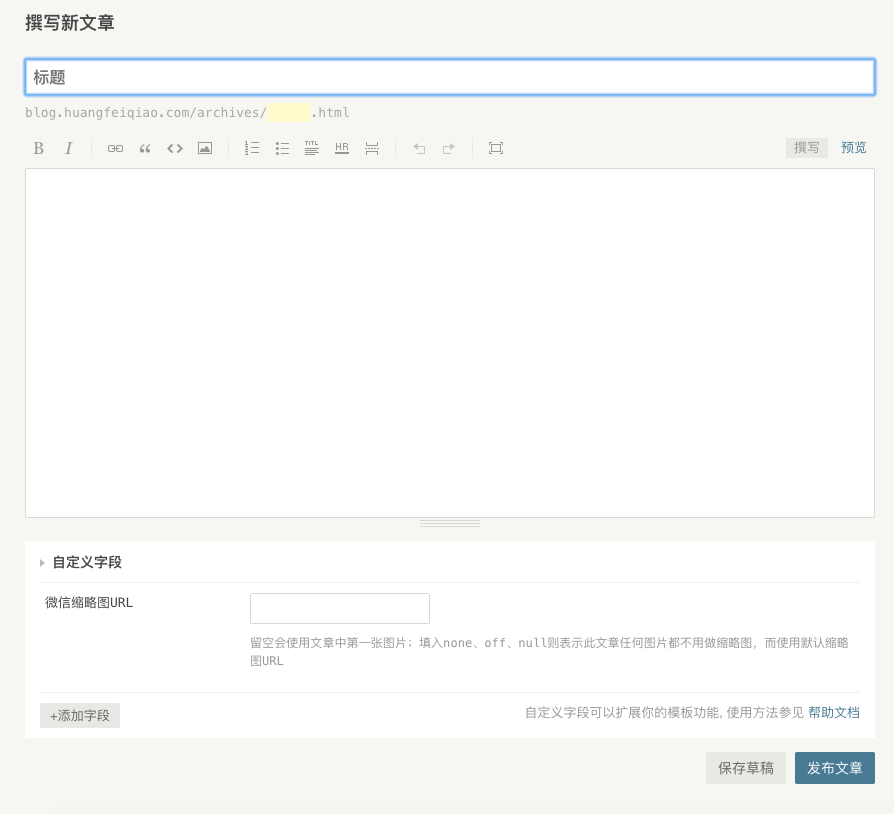 撰写新文章
标题
blog.huangfeiqiao.com/archives/ .html
B I TITL HR 撰写 预览
自定义字段
微信缩略图URL
留空会使用文章中第一张图片；填入none、off、null则表示此文章任何图片都不用做缩略图，而使用默认缩略
图URL
+添加字段 自定义字段可以扩展你的模板功能, 使用方法参见 帮助文档
保存草稿 发布文章